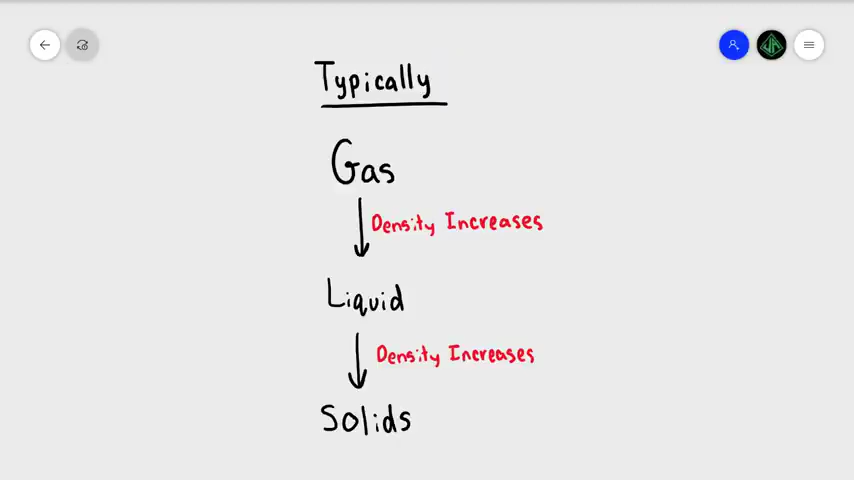 Typically
Gas
Density Increases
Liquid
Density Increases
Solids